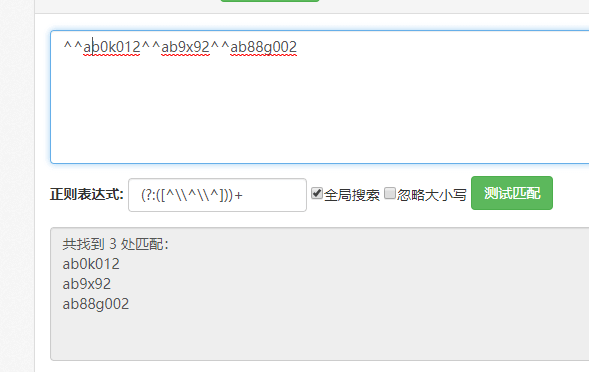 ^^ab0k012^^ab9x92^^ab88g002
正则表达式: (?:([^\\^\\^]))+ 全局搜索 忽略大小写 测试匹配
共找到 3 处匹配：
ab0k012
ab9x92
ab88g002